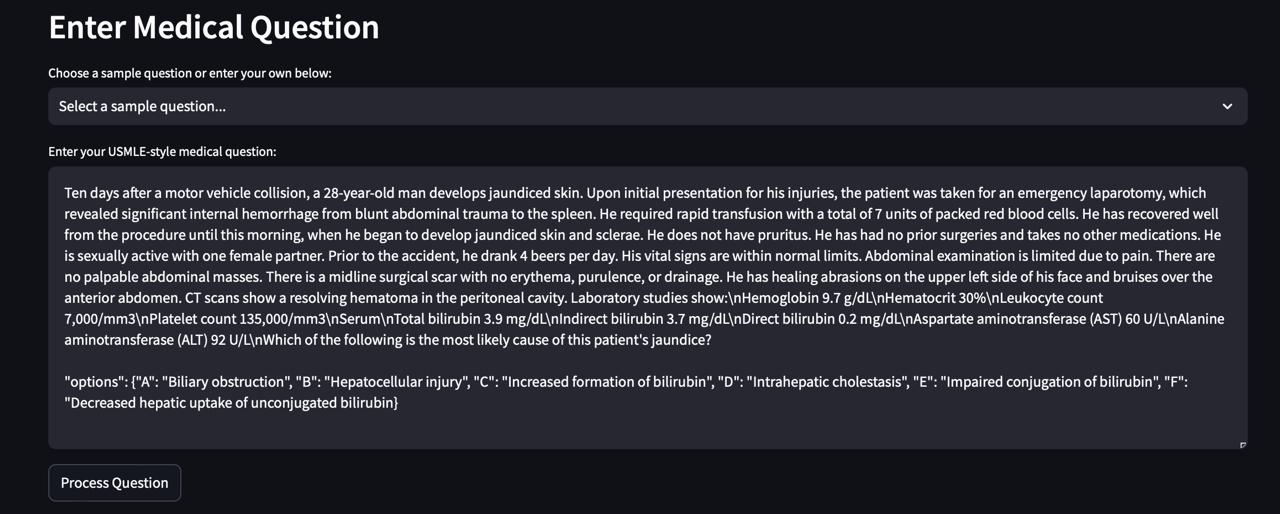 Enter Medical Question
Choose a sample question or enter your own below:
Select a sample question...
Enter your USMLE-style medical question:
Ten days after a motor vehicle collision, a 28-year-old man develops jaundiced skin. Upon initial presentation for his injuries, the patient was taken for an emergency laparotomy, which
revealed significant internal hemorrhage from blunt abdominal trauma to the spleen. He required rapid transfusion with a total of 7 units of packed red blood cells. He has recovered well
from the procedure until this morning, when he began to develop jaundiced skin and sclerae. He does not have pruritus. He has had no prior surgeries and takes no other medications. He
is sexually active with one female partner. Prior to the accident, he drank 4 beers per day. His vital signs are within normal limits. Abdominal examination is limited due to pain. There are
no palpable abdominal masses. There is a midline surgical scar with no erythema, purulence, or drainage. He has healing abrasions on the upper left side of his face and bruises over the
anterior abdomen. CT scans show a resolving hematoma in the peritoneal cavity. Laboratory studies show:\nHemoglobin 9.7 g/dL\nHematocrit 30%\nLeukocyte count
7,000/mm3\nPlatelet count 135,000/mm3\nSerum\nTotal bilirubin 3.9 mg/dL\nIndirect bilirubin 3.7 mg/dL\nDirect bilirubin 0.2 mg/dL\nAspartate aminotransferase (AST) 60 U/L\nAlanine
aminotransferase (ALT) 92 U/L\nWhich of the following is the most likely cause of this patient's jaundice?
"options": {"A": "Biliary obstruction", "B": "Hepatocellular injury", "C": "Increased formation of bilirubin", "D": "Intrahepatic cholestasis", "E": "Impaired conjugation of bilirubin", "F":
"Decreased hepatic uptake of unconjugated bilirubin}
Process Question